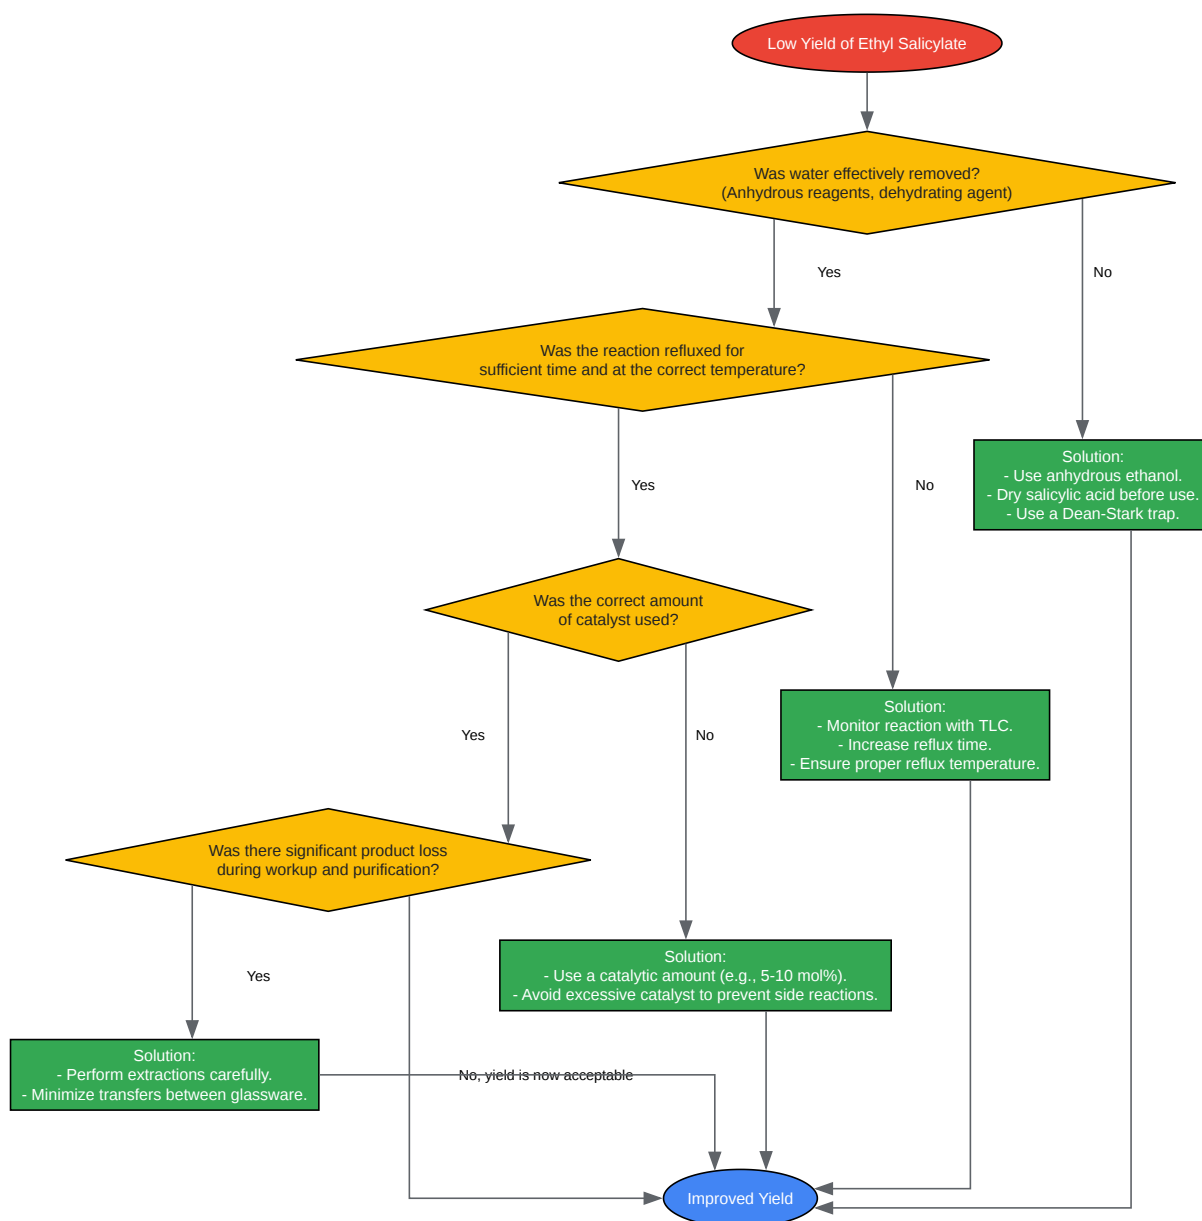 Low Yield of Ethyl Salicylate
Was water effectively removed?
(Anhydrous reagents, dehydrating agent)
Yes
No
Was the reaction refluxed for
sufficient time and at the correct temperature?
Yes
No
Solution:
- Use anhydrous ethanol.
- Dry salicylic acid before use.
- Use a Dean-Stark trap.
Was the correct amount
of catalyst used?
Yes
No
Solution:
- Monitor reaction with TLC.
- Increase reflux time.
- Ensure proper reflux temperature.
Was there significant product loss
during workup and purification?
Yes
Solution:
- Use a catalytic amount (e.g., 5-10 mol%).
- Avoid excessive catalyst to prevent side reactions.
Solution:
- Perform extractions carefully.
- Minimize transfers between glassware.
No, yield is now acceptable
Improved Yield